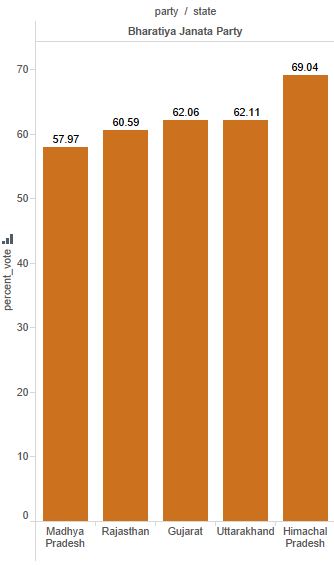 party / state
Bharatiya Janata Party
69.04
62.06
62.11
60.59
57.97
70
60
50
40
30
20
10
0
percent_vote
Madhya Pradesh
Rajasthan
Gujarat
Uttarakhand
Himachal Pradesh